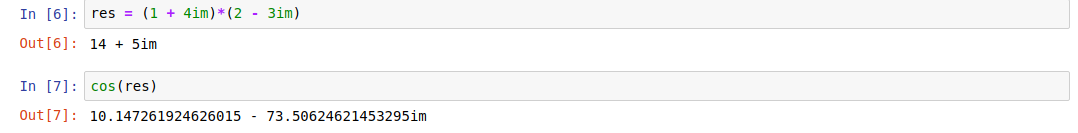 In [6]: res = (1 + 4im)*(2 - 3im)
Out[6]: 14 + 5im
In [7]: cos(res)
Out[7]: 10.147261924626015 - 73.50624621453295im